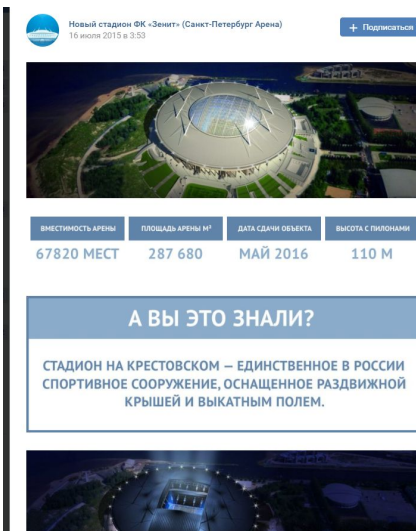 Новый стадион ФК «Зенит» (Санкт-Петербург Арена)
16 июля 2015 в 3:53
+ Подписаться
ВМЕСТИМОСТЬ АРЕНЫ
ПЛОЩАДЬ АРЕНЫ М²
ДАТА СДАЧИ ОБЪЕКТА
ВЫСОТА С ПИЛОНАМИ
67820 МЕСТ
287 680
МАЙ 2016
110 М
А ВЫ ЭТО ЗНАЛИ?
СТАДИОН НА КРЕСТОВСКОМ – ЕДИНСТВЕННОЕ В РОССИИ
СПОРТИВНОЕ СООРУЖЕНИЕ, ОСНАЩЕННОЕ РАЗДВИЖНОЙ
КРЫШЕЙ И ВЫКАТНЫМ ПОЛЕМ.